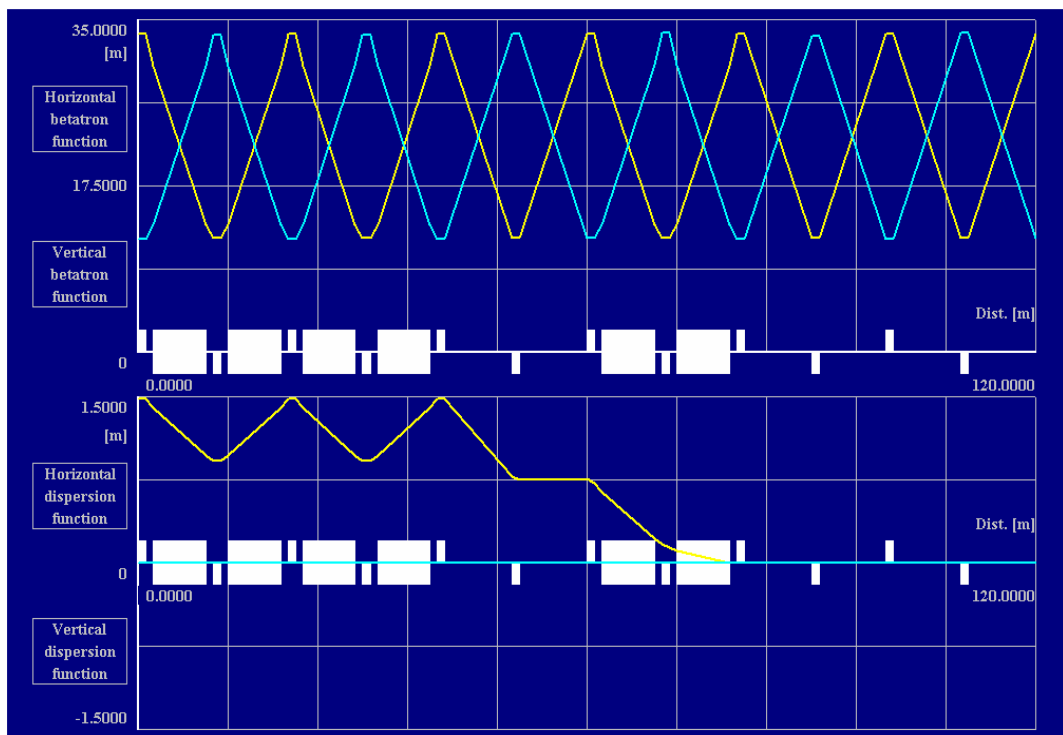 35.0000
[m]
Horizontal
betatron
function
17.5000
Vertical
betatron
function
Dist. [m]
0
0.0000
120.0000
1.5000
[m]
Horizontal
dispersion
function
Dist. [m]
0
0.0000
120.0000
Vertical
dispersion
function
-1.5000